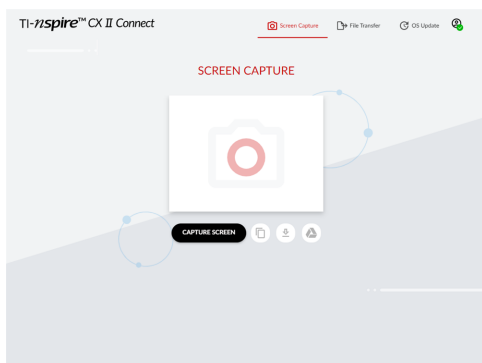 TI-nspire™ CX II Connect
Screen Capture
File Transfer
OS Update
SCREEN CAPTURE
CAPTURE SCREEN